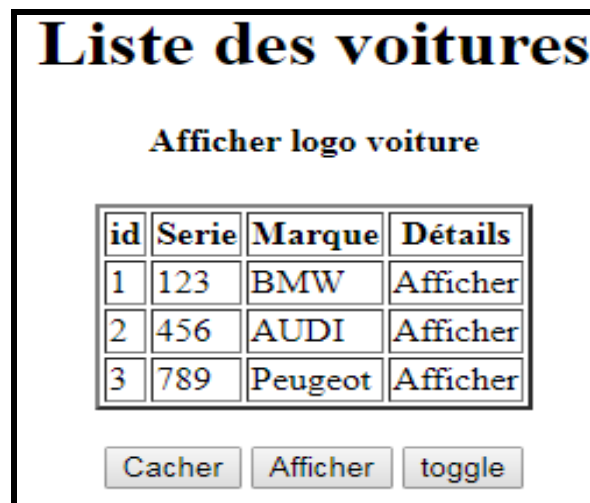 Liste des voitures
Afficher logo voiture
id Serie Marque Détails
1 123 BMW Afficher
2 456 AUDI Afficher
3 789 Peugeot Afficher
Cacher Afficher toggle